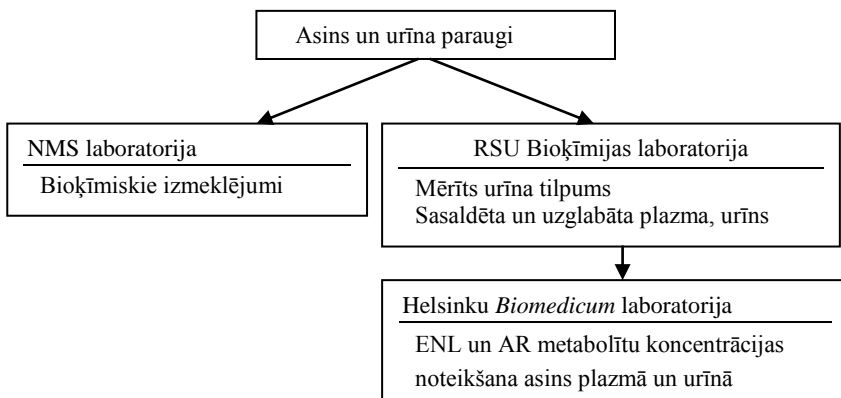 Asins un urīna paraugi
NMS laboratorija
Bioķīmiskie izmeklējumi
RSU Bioķīmijas laboratorija
Mērīts urīna tilpums
Sasaldēta un uzglabāta plazma, urīns
Helsinku Biomedicum laboratorija
ENL un AR metabolītu koncentrācijas
noteikšana asins plazmā un urīnā